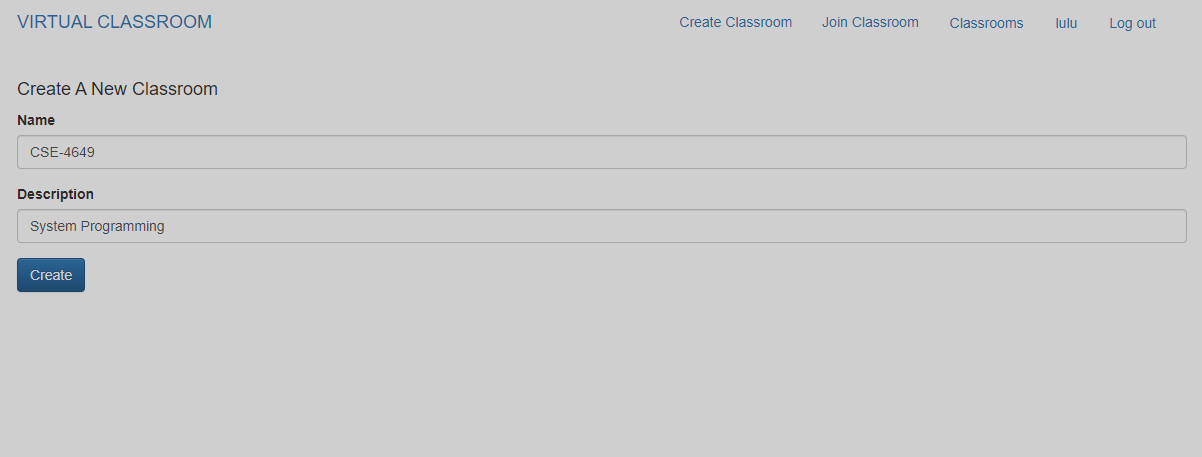 VIRTUAL CLASSROOM Create Classroom Join Classroom Classrooms lulu Log out
Create A New Classroom
Name
CSE-4649
Description
System Programming
Create